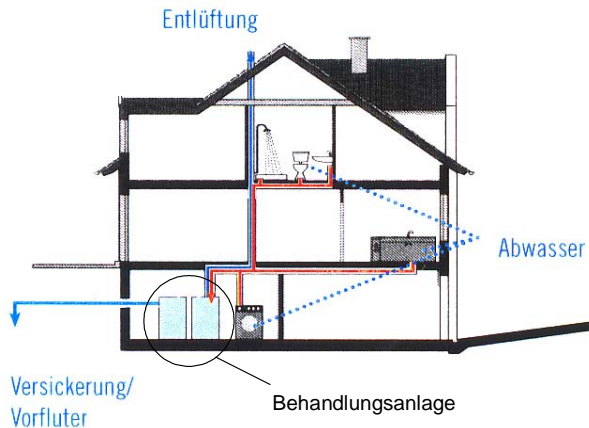 Entlüftung
Abwasser
Versickerung/
Vorfluter
Behandlungsanlage